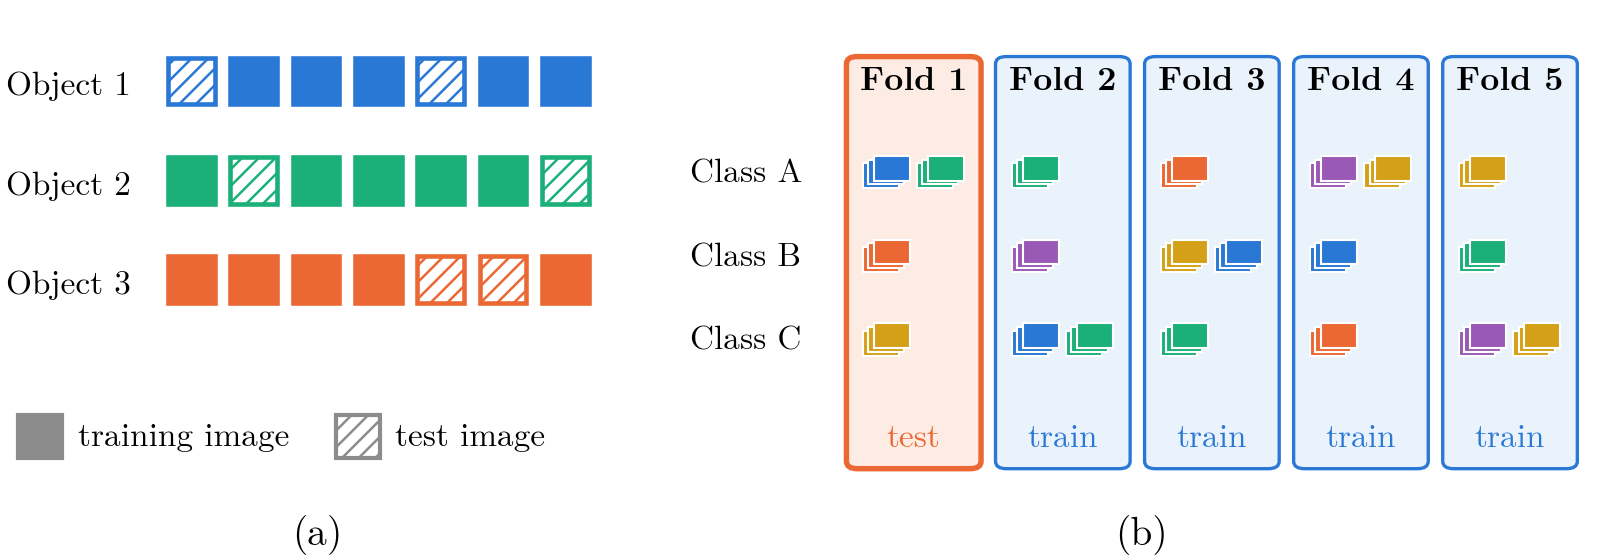 Object 1
Object 2
Object 3
training image
test image
(a)
Fold 1
Fold 2
Fold 3
Fold 4
Fold 5
Class A
Class B
Class C
test
train
train
train
train
(b)